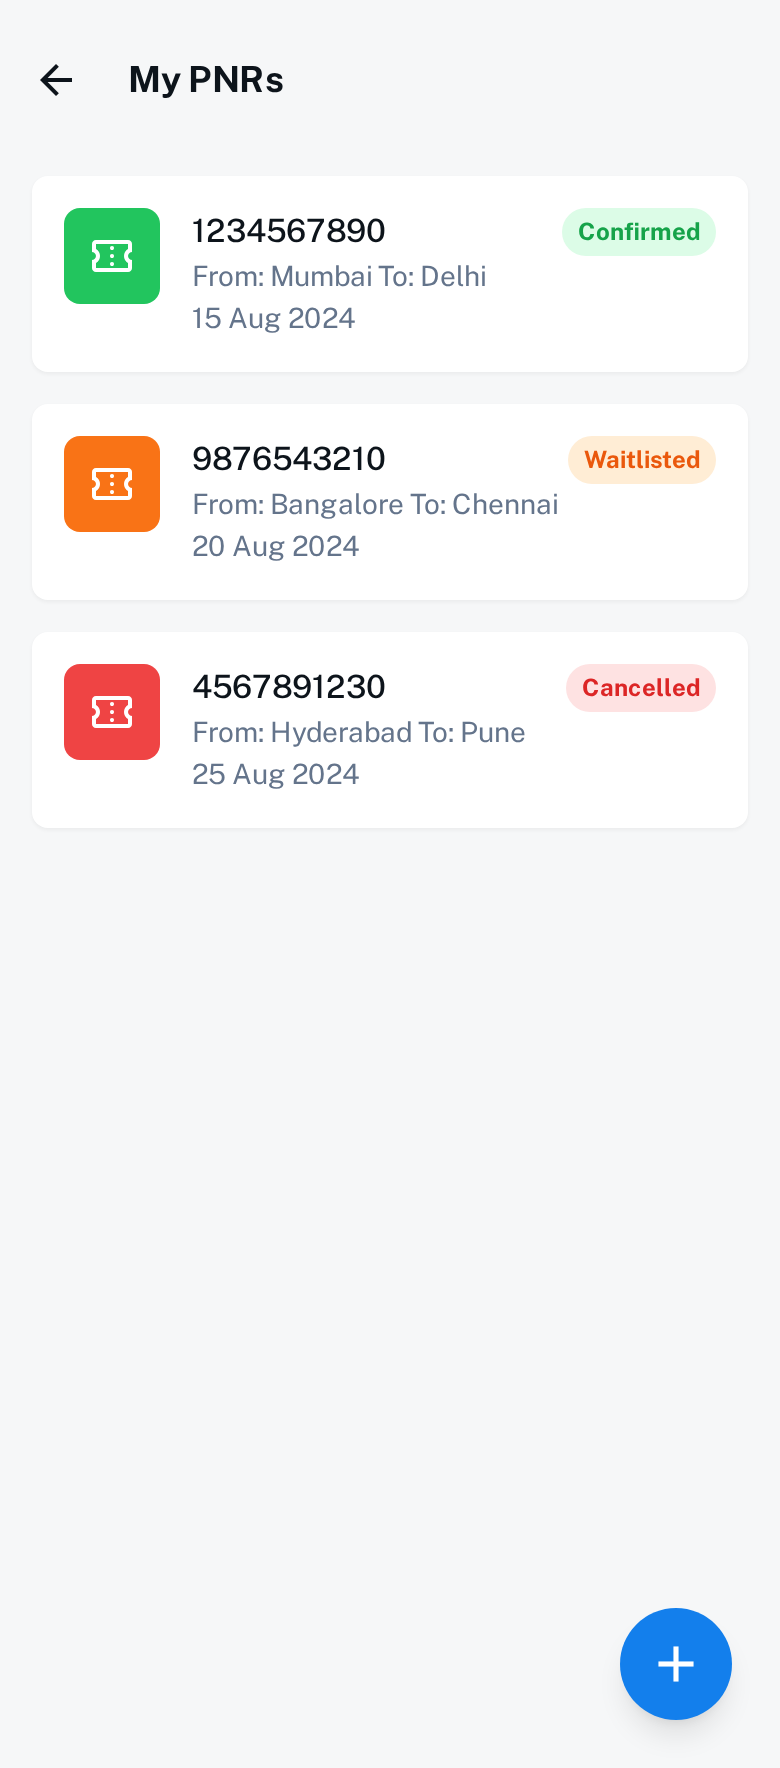 My PNRs
1234567890
Confirmed
From: Mumbai To: Delhi
15 Aug 2024
9876543210
Waitlisted
From: Bangalore To: Chennai
20 Aug 2024
4567891230
Cancelled
From: Hyderabad To: Pune
25 Aug 2024